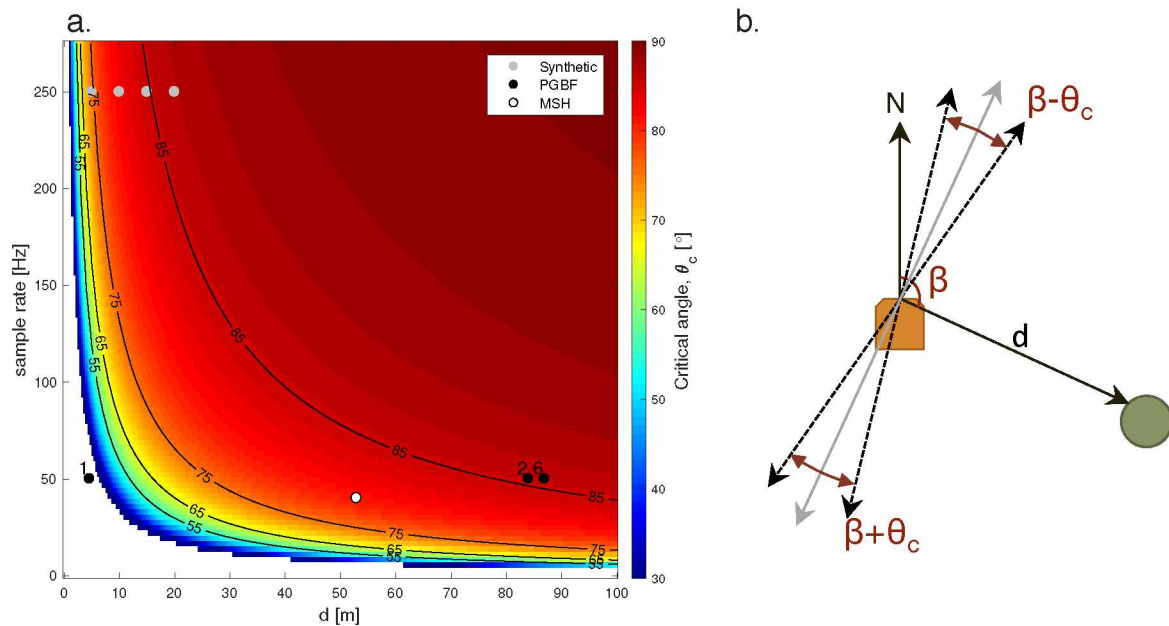 a.
b.
Synthetic
PGBF
MSH
sample rate [Hz]
250
200
150
100
50
0
75
65
55
85
85
75
65
55
85
75
65
55
85
75
65
55
1
2,6
0 10 20 30 40 50 60 70 80 90 100
d [m]
90
80
70
60
50
40
30
Critical angle, θ_c [°]
N
β-θc
β
d
β+θc